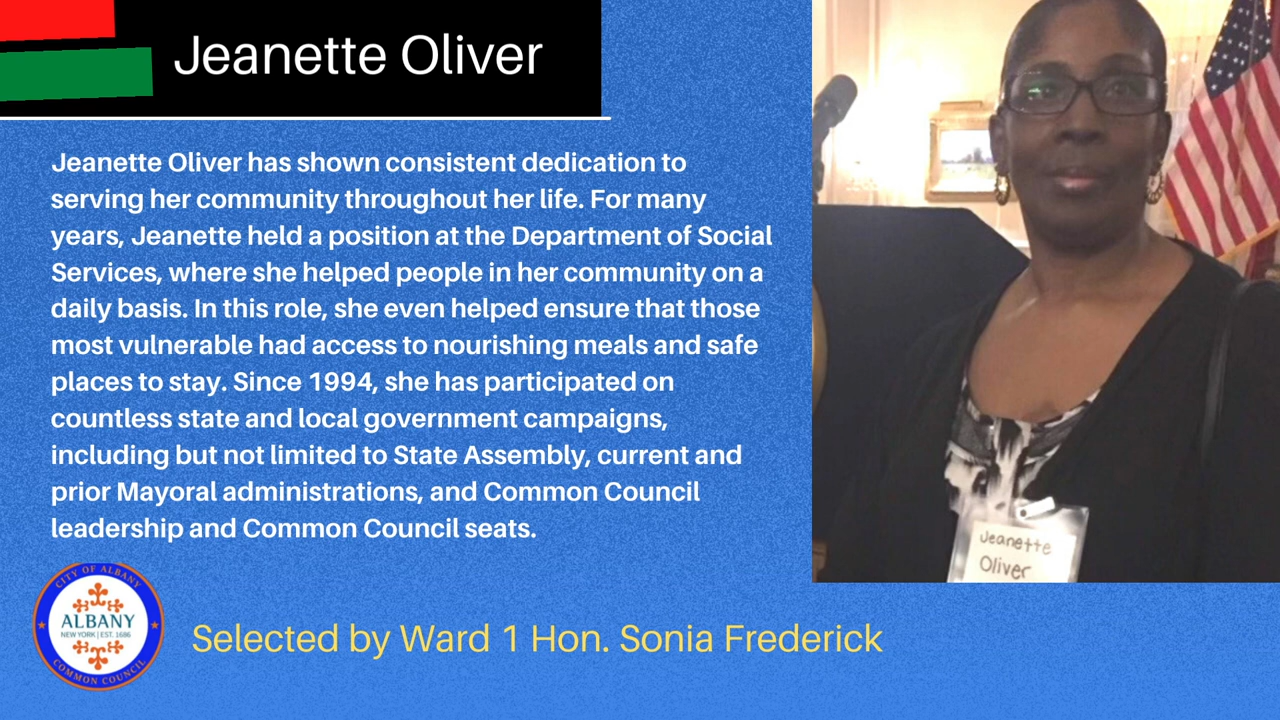 Jeanette Oliver
Jeanette Oliver has shown consistent dedication to
serving her community throughout her life. For many
years, Jeanette held a position at the Department of Social
Services, where she helped people in her community on a
daily basis. In this role, she even helped ensure that those
most vulnerable had access to nourishing meals and safe
places to stay. Since 1994, she has participated on
countless state and local government campaigns,
including but not limited to State Assembly, current and
prior Mayoral administrations, and Common Council
leadership and Common Council seats.
Jeanette
Oliver
CITY OF ALBANY
ALBANY
NEW YORK | EST. 1686
COMMON COUNCIL
Selected by Ward 1 Hon. Sonia Frederick